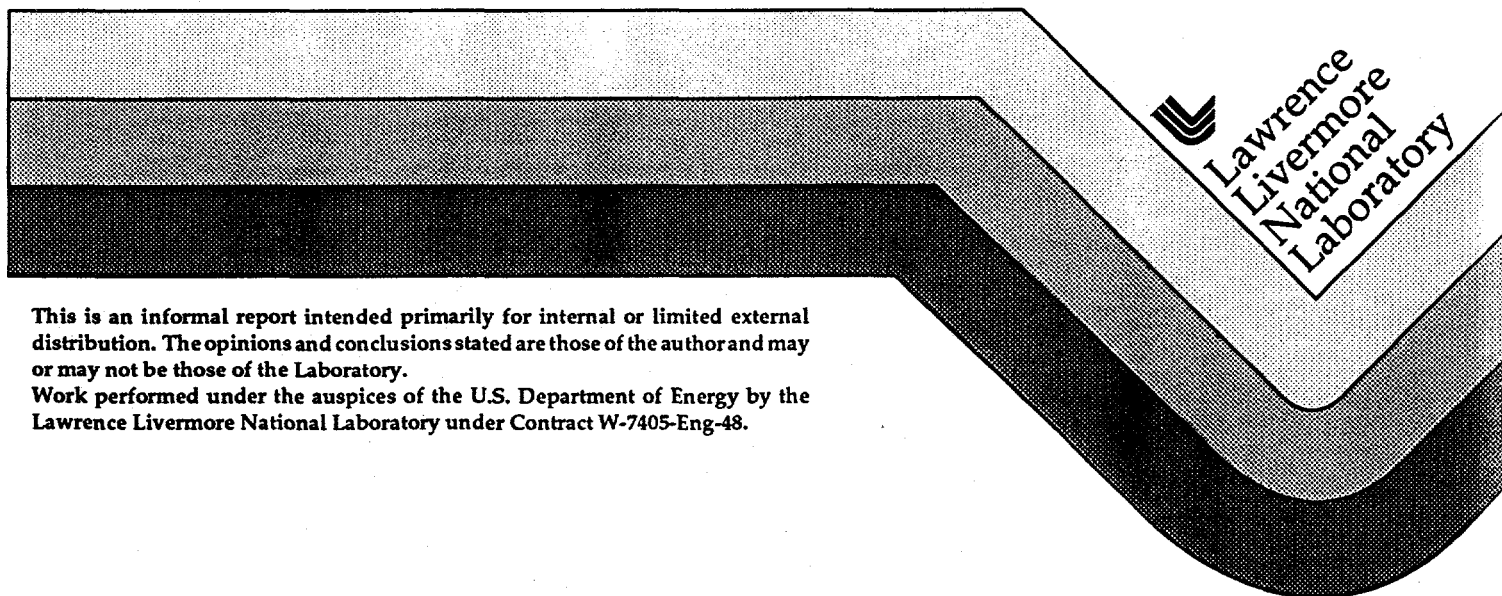 Lawrence
Livermore
National
Laboratory
This is an informal report intended primarily for internal or limited external
distribution. The opinions and conclusions stated are those of the author and may
or may not be those of the Laboratory.
Work performed under the auspices of the U.S. Department of Energy by the
Lawrence Livermore National Laboratory under Contract W-7405-Eng-48.